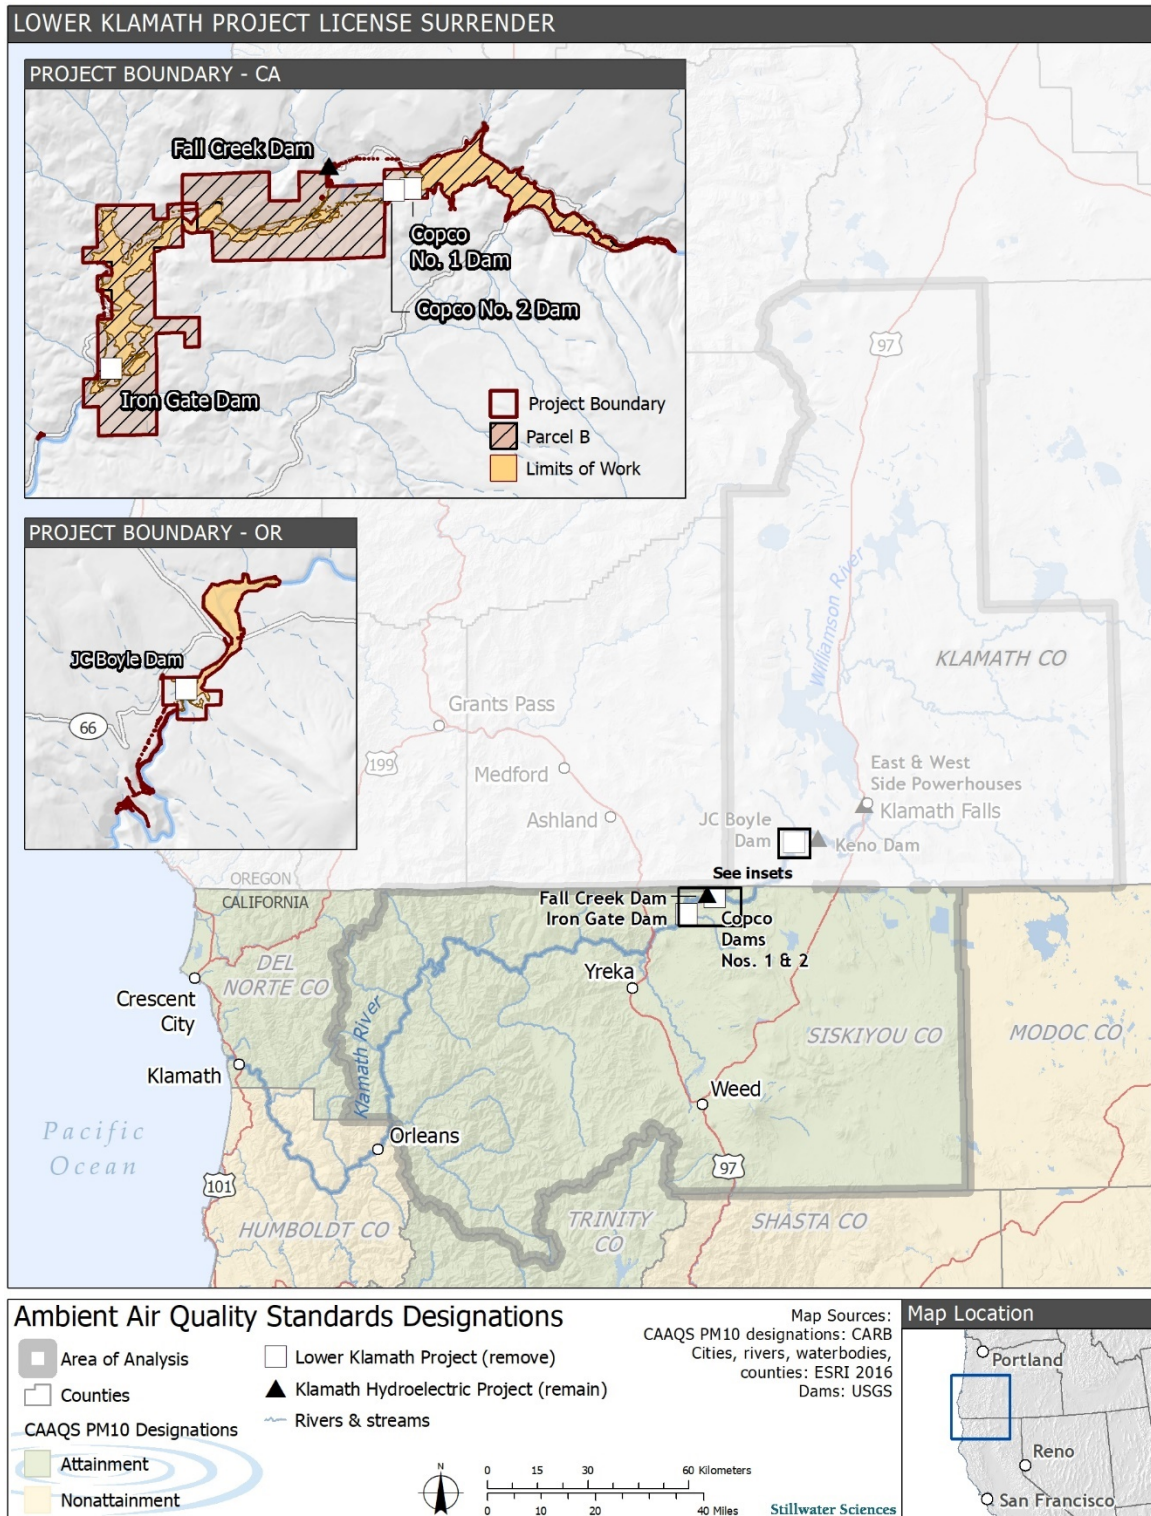 LOWER KLAMATH PROJECT LICENSE SURRENDER
PROJECT BOUNDARY - CA
Fall Creek Dam
Copco
No. 1 Dam
Copco No. 2 Dam
Iron Gate Dam
Project Boundary
Parcel B
Limits of Work
PROJECT BOUNDARY - OR
JC Boyle Dam
66
97
Williamson River
KLAMATH CO
Grants Pass
199
Medford
Ashland
East & West
Side Powerhouses
Klamath Falls
JC Boyle
Dam
Keno Dam
See insets
OREGON
CALIFORNIA
Fall Creek Dam
Iron Gate Dam
Copco
Dams
Nos. 1 & 2
DEL
NORTE CO
Crescent
City
Yreka
Klamath River
SISKIYOU CO
MODOC CO
Klamath
Weed
Pacific
Ocean
Orleans
101
97
HUMBOLDT CO
TRINITY
CO
SHASTA CO
Ambient Air Quality Standards Designations
Area of Analysis
Counties
CAAQS PM10 Designations
Attainment
Nonattainment
Lower Klamath Project (remove)
Klamath Hydroelectric Project (remain)
Rivers & streams
N
0 15 30 60 Kilometers
0 10 20 40 Miles
Map Sources:
CAAQS PM10 designations: CARB
Cities, rivers, waterbodies,
counties: ESRI 2016
Dams: USGS
Stillwater Sciences
Map Location
Portland
Reno
San Francisco